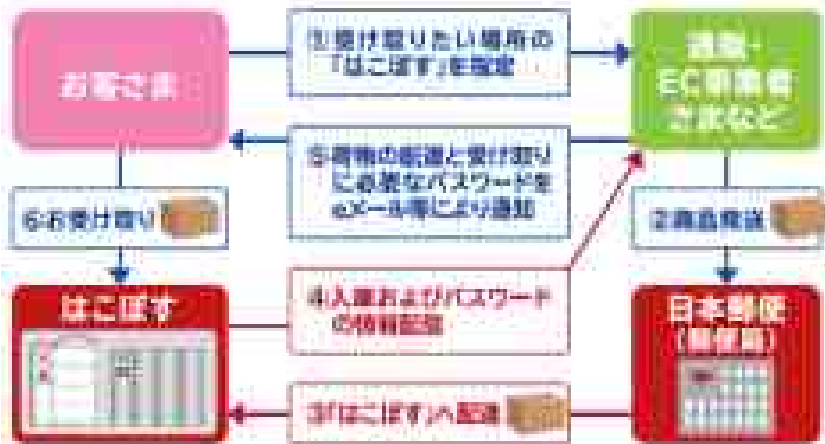 お客さま
①受け取りたい場所の
「はこぽす」を指定
通販・
EC事業者
さまなど
⑤荷物の配達と受け取り
に必要なパスワードを
eメール等により通知
⑥お受け取り
②商品発送
はこぽす
④入庫およびパスワード
の情報配信
日本郵便
(郵便局)
③「はこぽす」へ配達